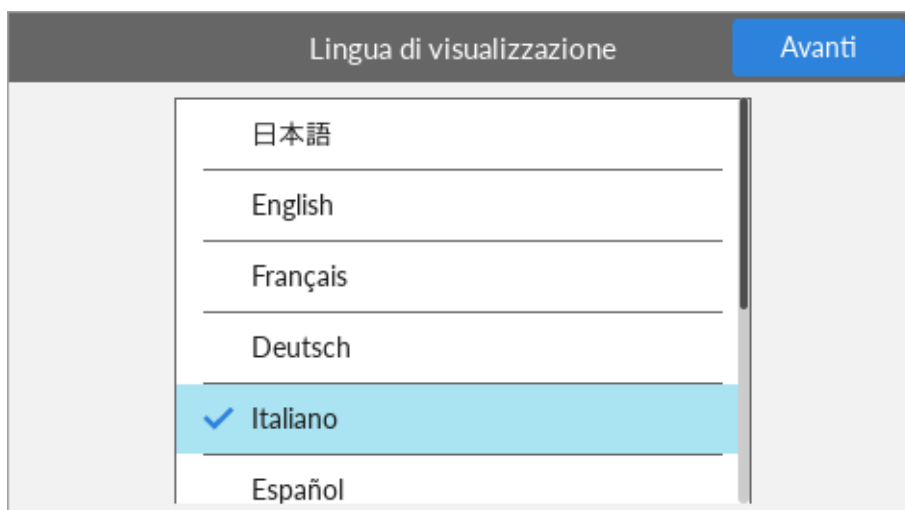 Lingua di visualizzazione
Avanti
日本語
English
Français
Deutsch
Italiano
Español